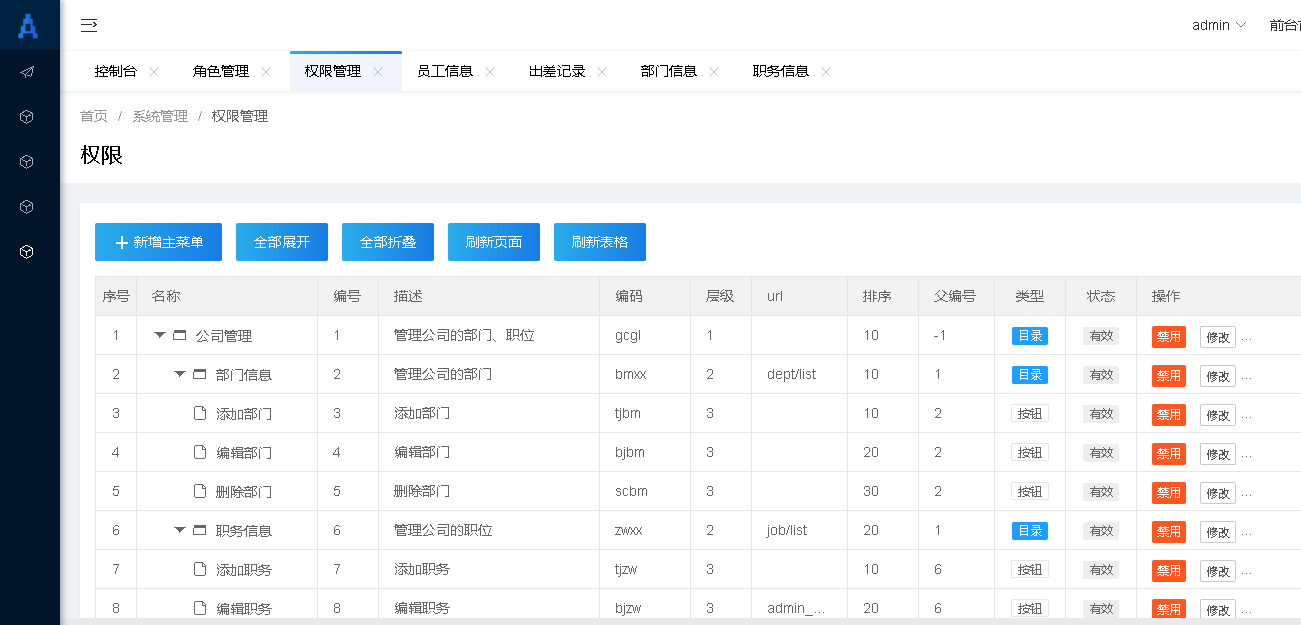 admin 前台首
控制台 角色管理 权限管理 员工信息 出差记录 部门信息 职务信息
首页 / 系统管理 / 权限管理
权限
新增主菜单 全部展开 全部折叠 刷新页面 刷新表格
序号 名称 编号 描述 编码 层级 url 排序 父编号 类型 状态 操作
1 公司管理 1 管理公司的部门、职位 gcgl 1 10 -1 目录 有效 禁用 修改 ...
2 部门信息 2 管理公司的部门 bmxx 2 dept/list 10 1 目录 有效 禁用 修改 ...
3 添加部门 3 添加部门 tjbm 3 10 2 按钮 有效 禁用 修改 ...
4 编辑部门 4 编辑部门 bjbm 3 20 2 按钮 有效 禁用 修改 ...
5 删除部门 5 删除部门 scbm 3 30 2 按钮 有效 禁用 修改 ...
6 职务信息 6 管理公司的职位 zwxx 2 job/list 20 1 目录 有效 禁用 修改 ...
7 添加职务 7 添加职务 tjzw 3 10 6 按钮 有效 禁用 修改 ...
8 编辑职务 8 编辑职务 bjzw 3 admin_... 20 6 按钮 有效 禁用 修改 ...